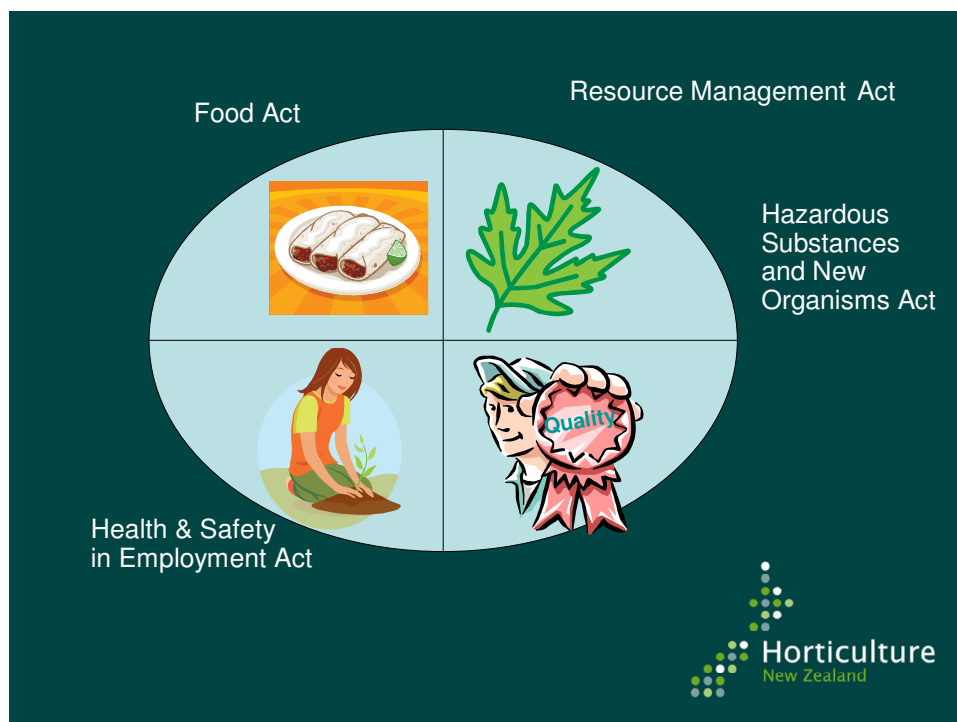 Food Act
Resource Management Act
Hazardous
Substances
and New
Organisms Act
Quality
Health & Safety
in Employment Act
Horticulture
New Zealand